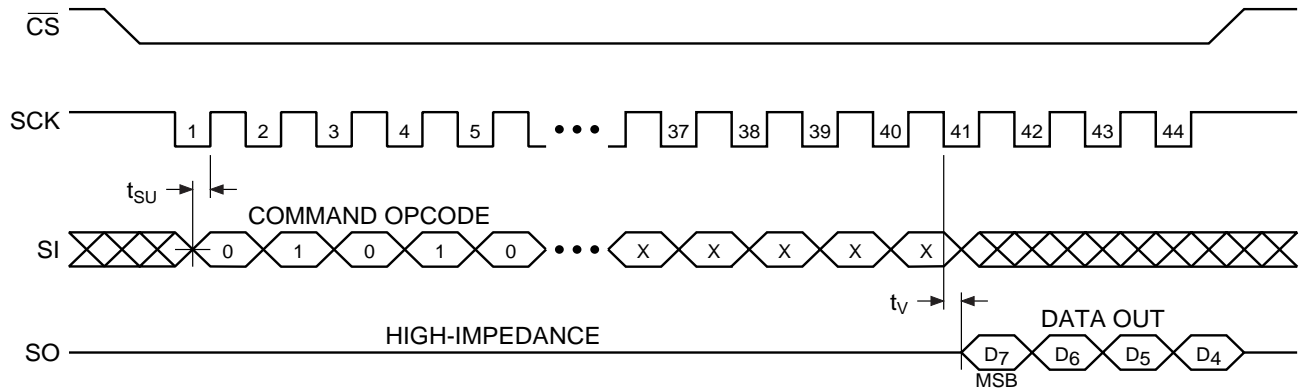 C̅S̅
SCK 1 2 3 4 5 ••• 37 38 39 40 41 42 43 44
tSU
COMMAND OPCODE
SI 0 1 0 1 0 ••• X X X X X
tV
HIGH-IMPEDANCE DATA OUT
SO D7 D6 D5 D4
MSB